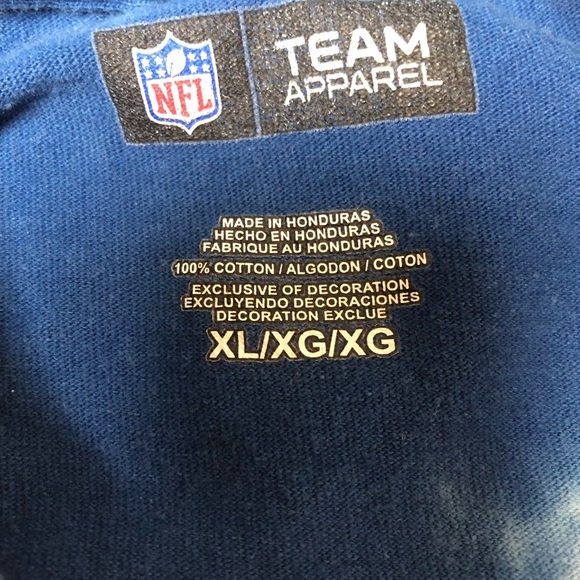 NFL
TEAM
APPAREL
MADE IN HONDURAS
HECHO EN HONDURAS
FABRIQUE AU HONDURAS
100% COTTON / ALGODON / COTON
EXCLUSIVE OF DECORATION
EXCLUYENDO DECORACIONES
DECORATION EXCLUE
XL/XG/XG